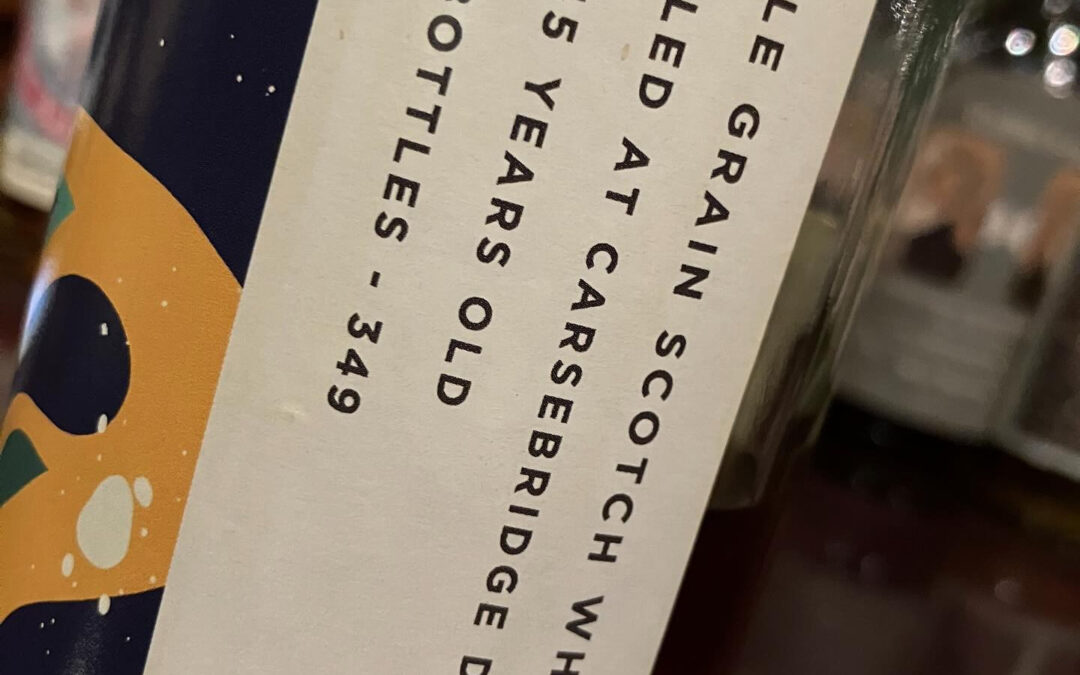 LE GRAIN SCOTCH WH
LED AT CARSEBRIDGE D
5 YEARS OLD
OTTLES - 349